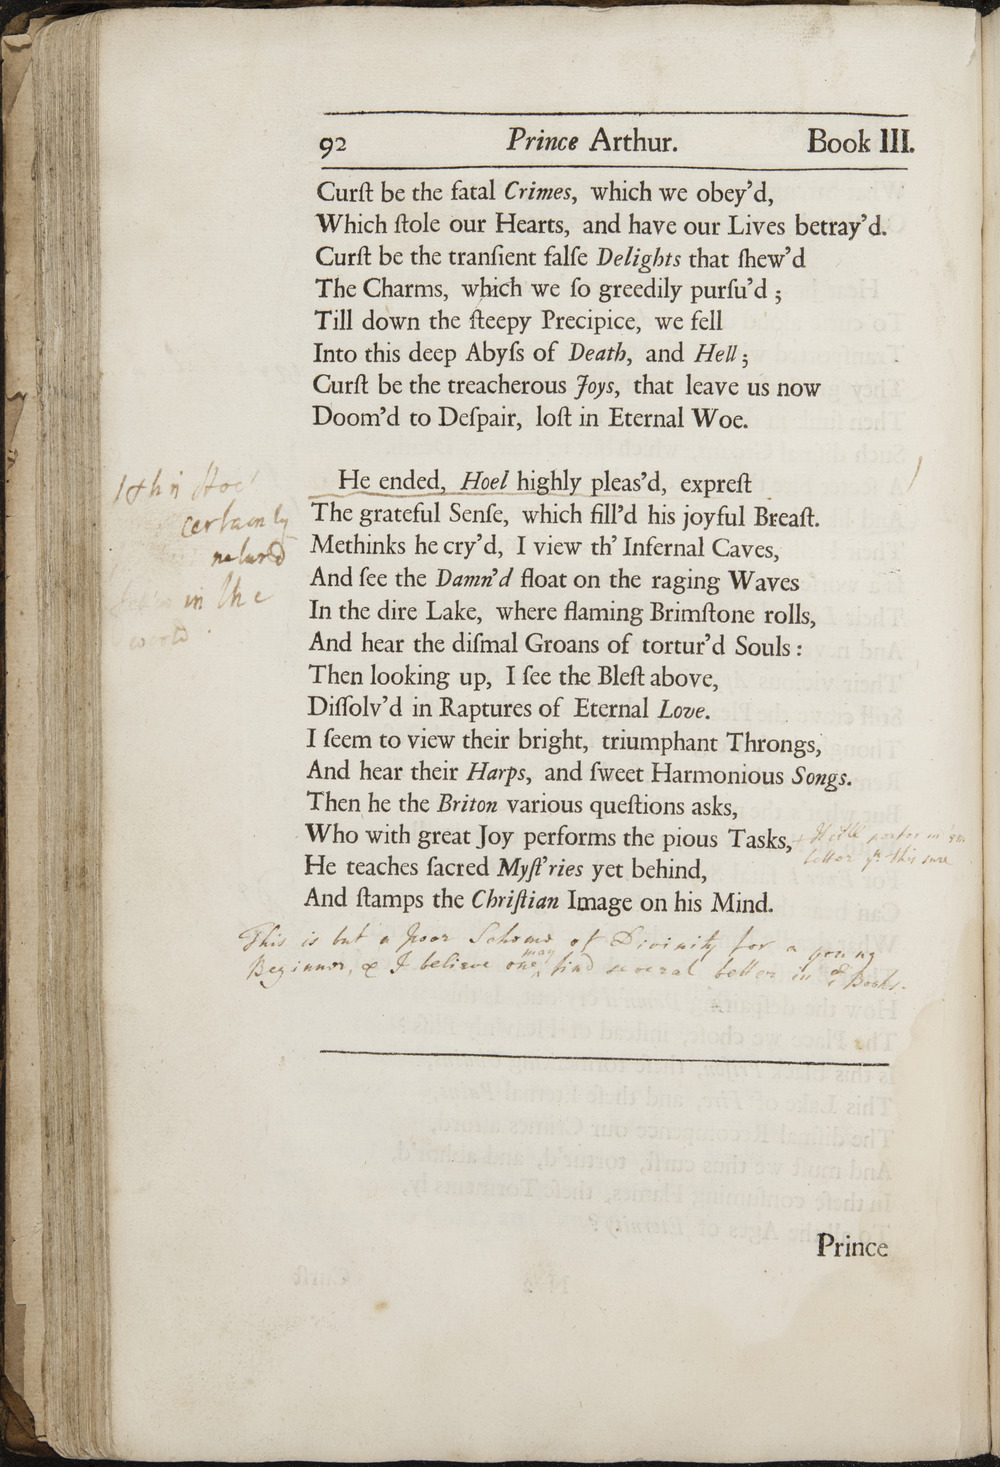 92 Prince Arthur. Book III.
Curſt be the fatal Crimes, which we obey'd,
Which ſtole our Hearts, and have our Lives betray'd.
Curſt be the tranſient falſe Delights that ſhew'd
The Charms, which we ſo greedily purſu'd ;
Till down the ſteepy Precipice, we fell
Into this deep Abyſs of Death, and Hell ;
Curſt be the treacherous Joys, that leave us now
Doom'd to Deſpair, loſt in Eternal Woe.
He ended, Hoel highly pleas'd, expreſt
The grateful Senſe, which fill'd his joyful Breaſt.
Methinks he cry'd, I view th' Infernal Caves,
And ſee the Damn'd float on the raging Waves
In the dire Lake, where flaming Brimſtone rolls,
And hear the diſmal Groans of tortur'd Souls :
Then looking up, I ſee the Bleſt above,
Diſſolv'd in Raptures of Eternal Love.
I ſeem to view their bright, triumphant Throngs,
And hear their Harps, and ſweet Harmonious Songs.
Then he the Briton various queſtions asks,
Who with great Joy performs the pious Tasks,
He teaches ſacred Myſt'ries yet behind,
And ſtamps the Chriſtian Image on his Mind.
certainly
natured
in the
this sure
This is but a poor Scheme of Divinity for a young
Beginner, & I believe one may find several better in yͤ Books.
Prince